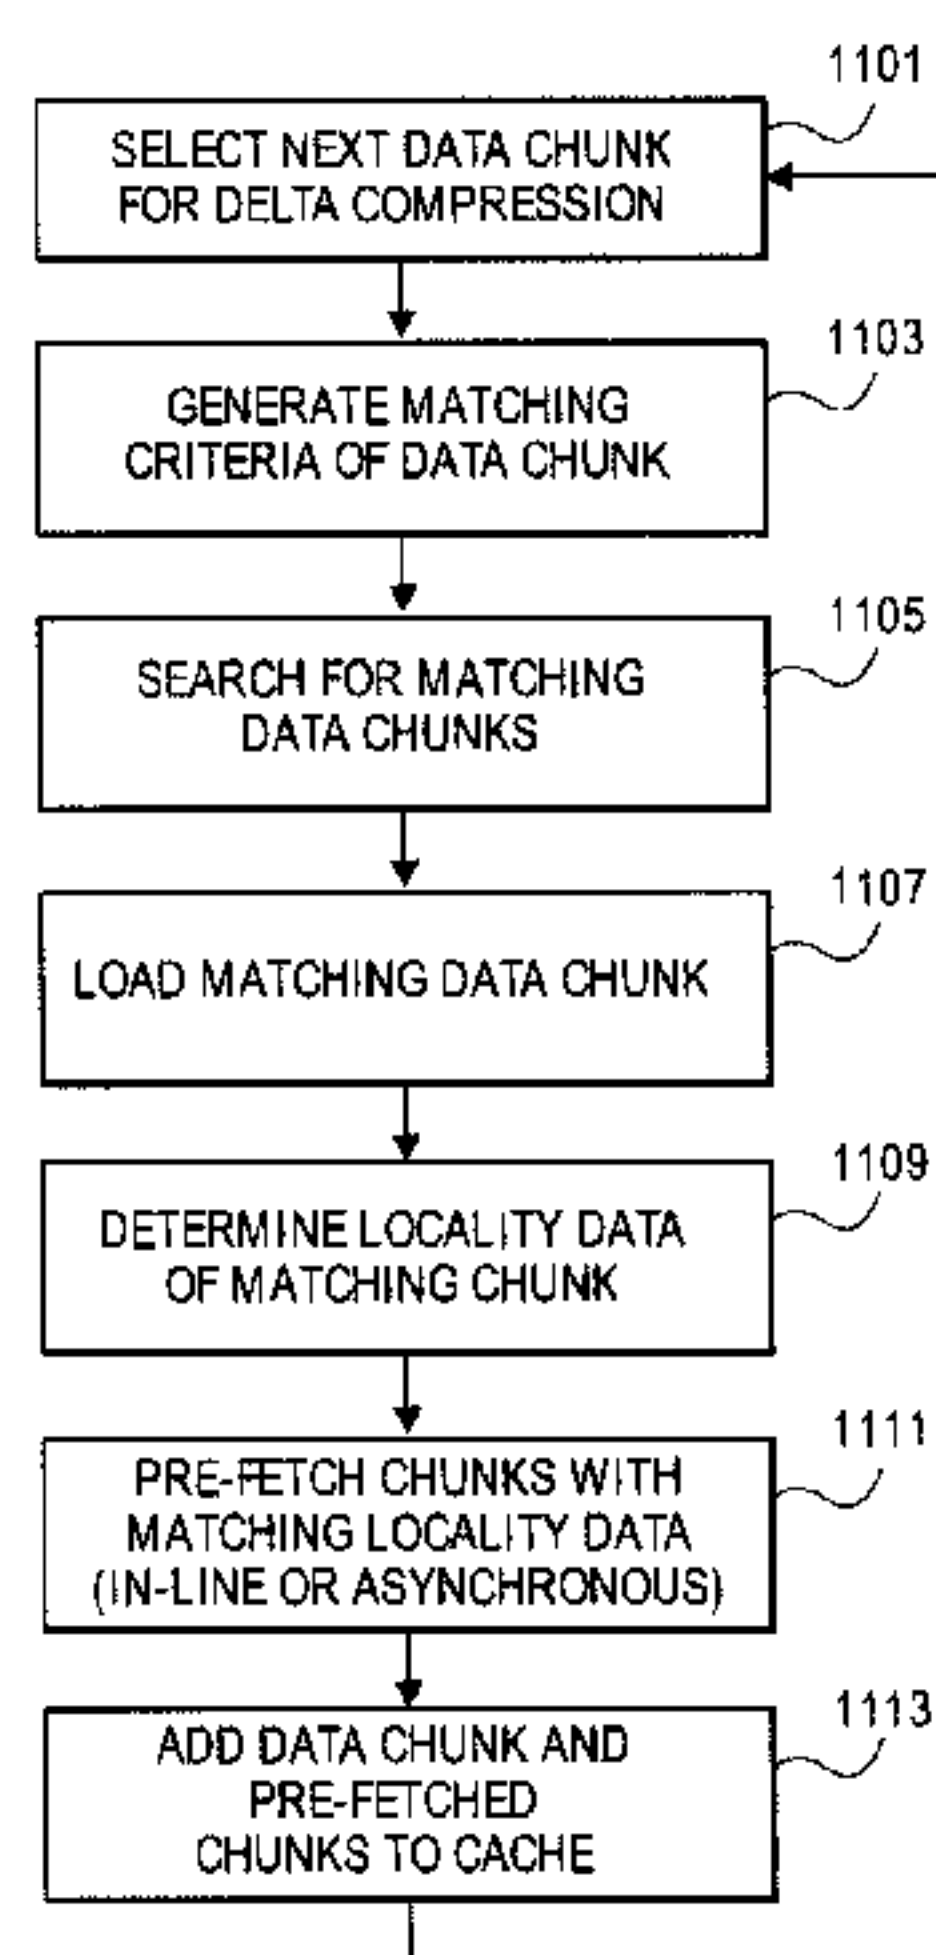 1101
SELECT NEXT DATA CHUNK
FOR DELTA COMPRESSION
1103
GENERATE MATCHING
CRITERIA OF DATA CHUNK
1105
SEARCH FOR MATCHING
DATA CHUNKS
1107
LOAD MATCHING DATA CHUNK
1109
DETERMINE LOCALITY DATA
OF MATCHING CHUNK
1111
PRE-FETCH CHUNKS WITH
MATCHING LOCALITY DATA
(IN-LINE OR ASYNCHRONOUS)
1113
ADD DATA CHUNK AND
PRE-FETCHED
CHUNKS TO CACHE